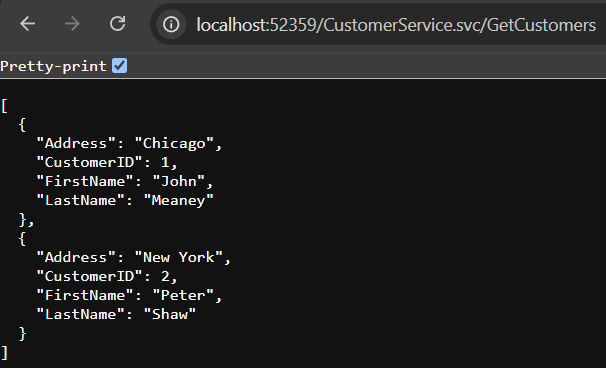 localhost:52359/CustomerService.svc/GetCustomers
Pretty-print
[
  {
    "Address": "Chicago",
    "CustomerID": 1,
    "FirstName": "John",
    "LastName": "Meaney"
  },
  {
    "Address": "New York",
    "CustomerID": 2,
    "FirstName": "Peter",
    "LastName": "Shaw"
  }
]